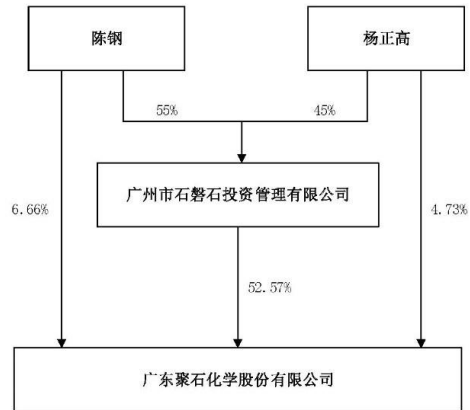 陈钢
杨正高
55%
45%
广州市石磐石投资管理有限公司
6.66%
4.73%
52.57%
广东聚石化学股份有限公司